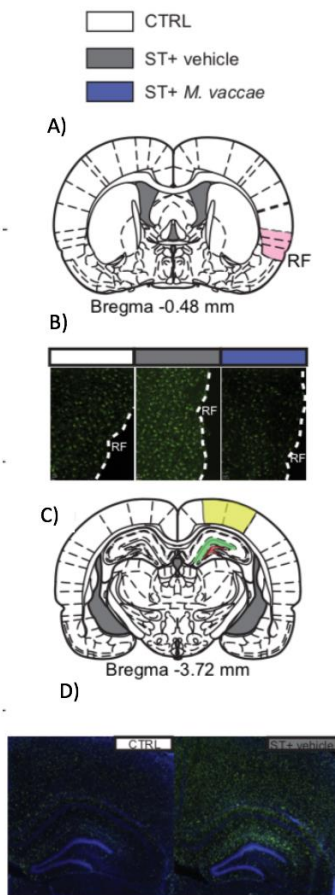 CTRL
ST+ vehicle
ST+ M. vaccae
A)
RF
Bregma -0.48 mm
B)
RF
RF
RF
C)
Bregma -3.72 mm
D)
CTRL
ST+ vehicle